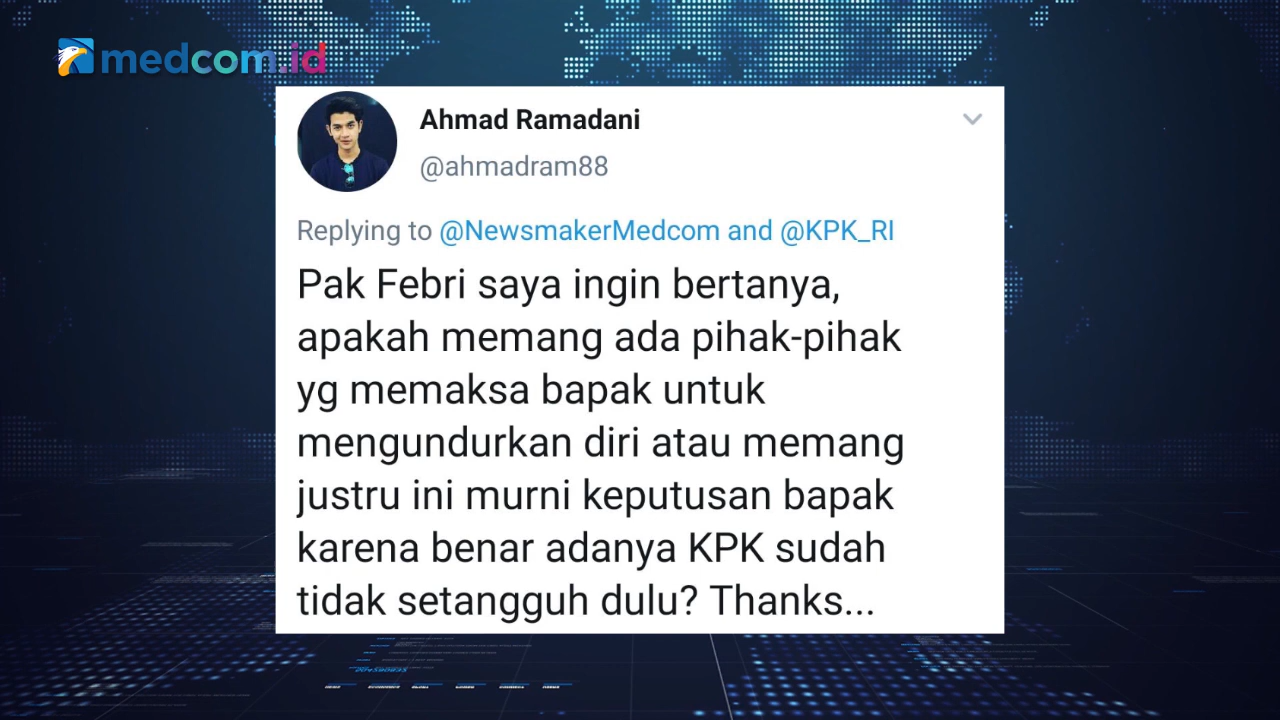 medcom.id
Ahmad Ramadani
@ahmadram88
Replying to @NewsmakerMedcom and @KPK_RI
Pak Febri saya ingin bertanya,
apakah memang ada pihak-pihak
yg memaksa bapak untuk
mengundurkan diri atau memang
justru ini murni keputusan bapak
karena benar adanya KPK sudah
tidak setangguh dulu? Thanks...